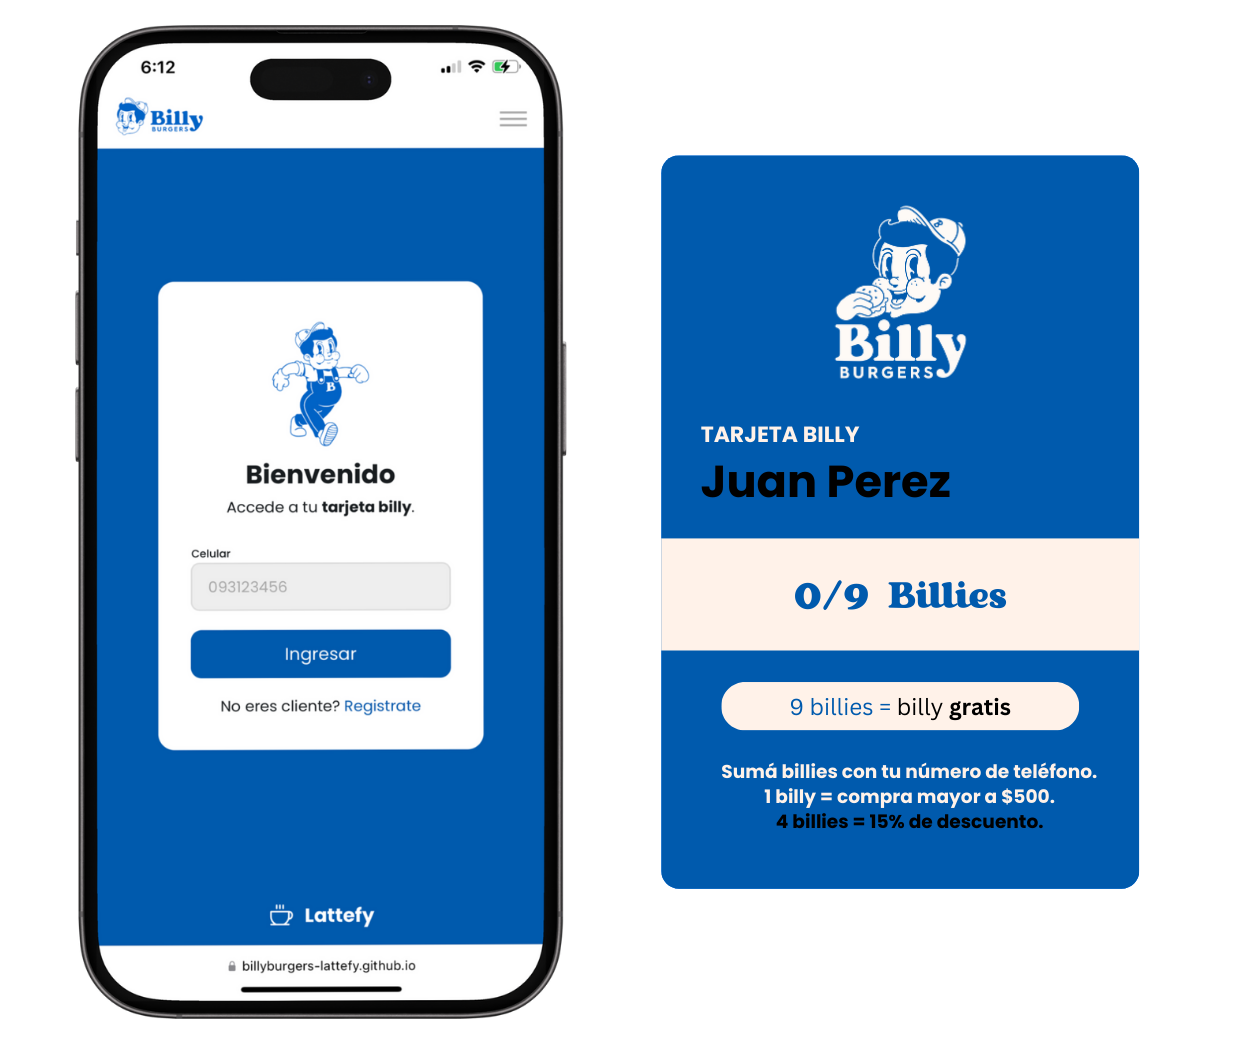 6:12
Billy
BURGERS
B
Bienvenido
Accede a tu tarjeta billy.
Celular
093123456
Ingresar
No eres cliente? Registrate
Lattefy
billyburgers-lattefy.github.io
B
Billy
BURGERS
TARJETA BILLY
Juan Perez
0/9 Billies
9 billies = billy gratis
Sumá billies con tu número de teléfono.
1 billy = compra mayor a $500.
4 billies = 15% de descuento.